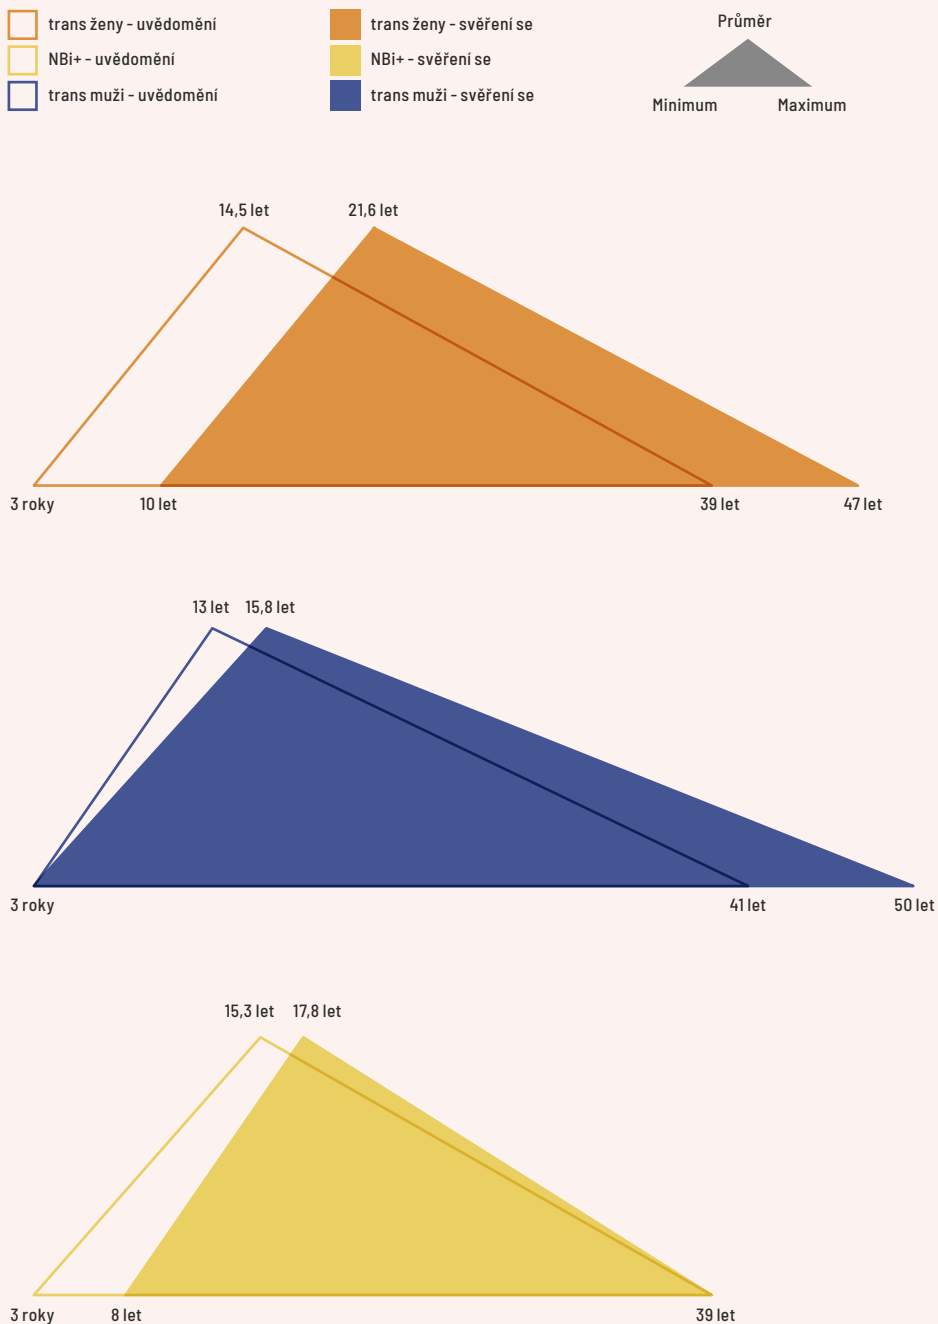 trans ženy - uvědomění
NBi+ - uvědomění
trans muži - uvědomění
trans ženy - svěření se
NBi+ - svěření se
trans muži - svěření se
Průměr
Minimum Maximum
14,5 let 21,6 let
3 roky 10 let 39 let 47 let
13 let 15,8 let
3 roky 41 let 50 let
15,3 let 17,8 let
3 roky 8 let 39 let